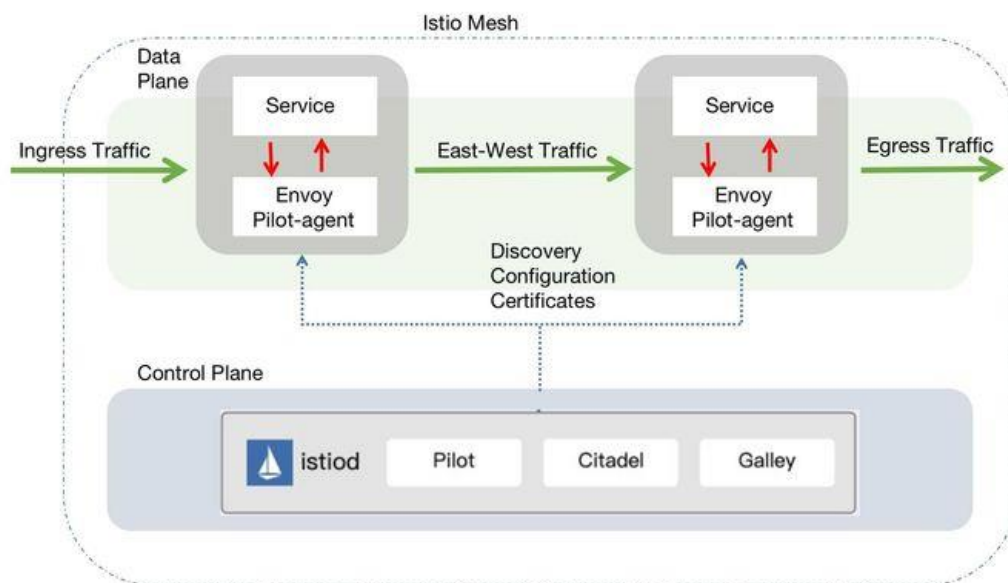 Istio Mesh
Data
Plane
Service
Service
Ingress Traffic
East-West Traffic
Egress Traffic
Envoy
Pilot-agent
Envoy
Pilot-agent
Discovery
Configuration
Certificates
Control Plane
istiod
Pilot
Citadel
Galley